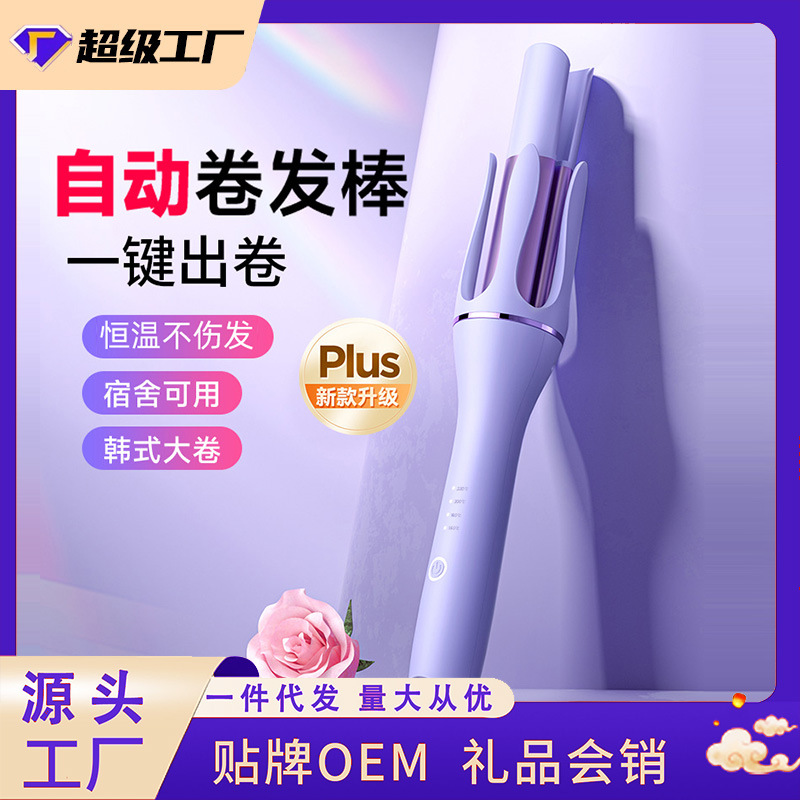 超级工厂
自动卷发棒
一键出卷
恒温不伤发
宿舍可用
韩式大卷
Plus
新款升级
源头
工厂
一件代发 量大从优
贴牌OEM 礼品会销